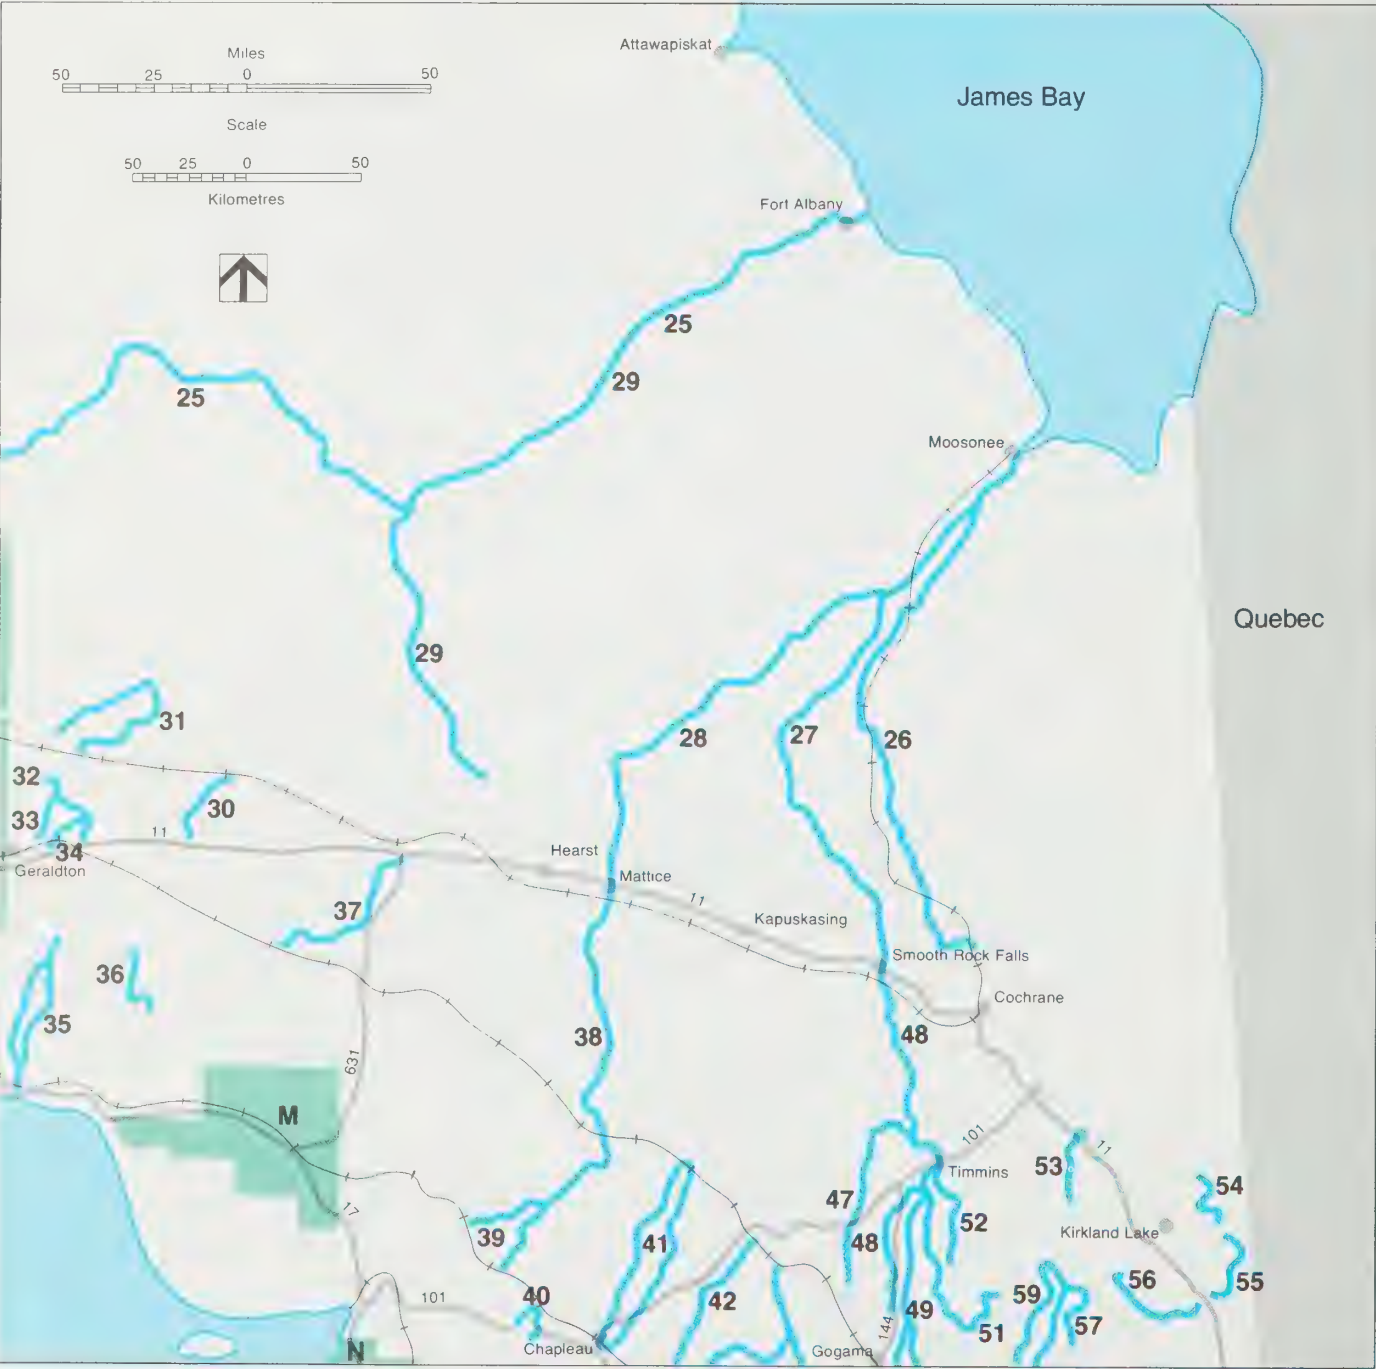 Attawapiskat
Miles
50 25 0 50
James Bay
Scale
50 25 0 50
Kilometres
Fort Albany
25
29
25
Moosonee
Quebec
29
31
28
27
26
32
30
33
11
34
Hearst
Geraldton
Mattice
11
37
Kapuskasing
Smooth Rock Falls
36
Cochrane
35
38
48
631
M
101
11
53
Timmins
54
47
17
52
Kirkland Lake
39
41
48
55
56
40
59
101
42
49
57
51
144
Chapleau
Gogama
N